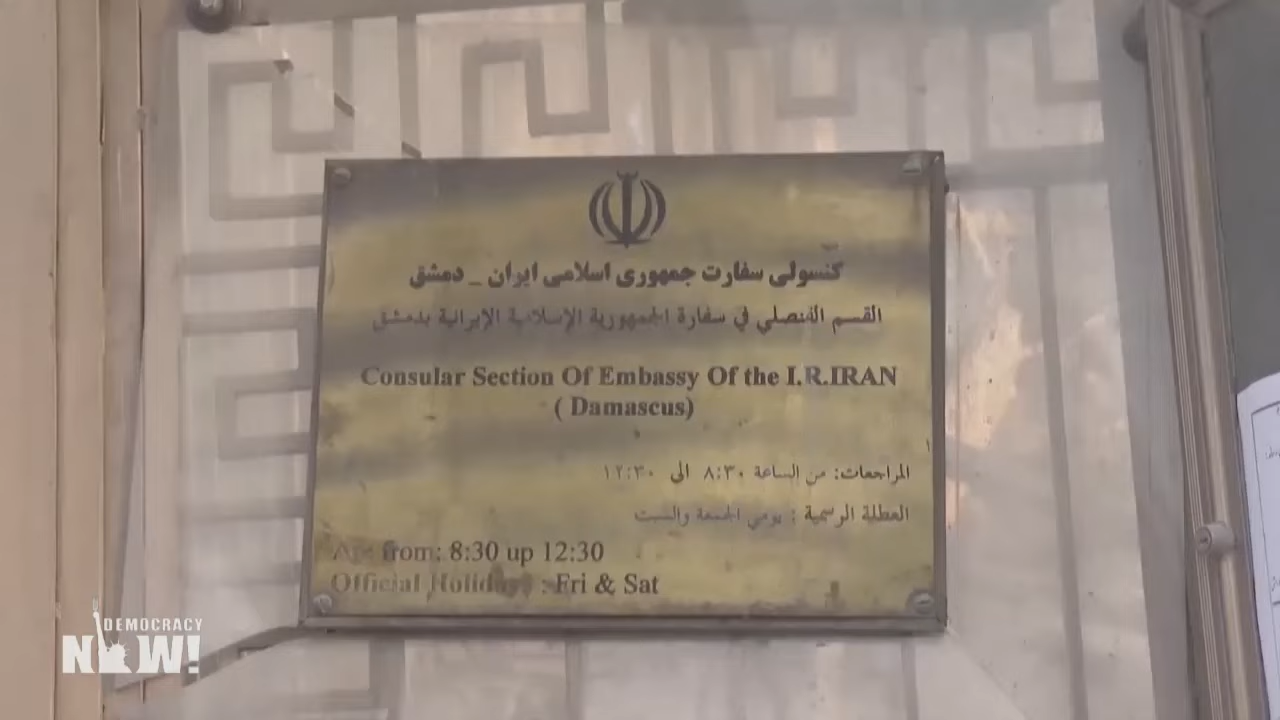 کنسولی سفارت جمهوری اسلامی ایران _ دمشق
القسم القنصلي في سفارة الجمهورية الإسلامية الإيرانية بدمشق
Consular Section Of Embassy Of the I.R.IRAN
( Damascus)
المراجعات: من الساعة ٨:٣٠ الى ١٢:٣٠
العطلة الرسمية : يومي الجمعة والسبت
from: 8:30 up 12:30
Official Holidays : Fri & Sat
DEMOCRACY
NOW!